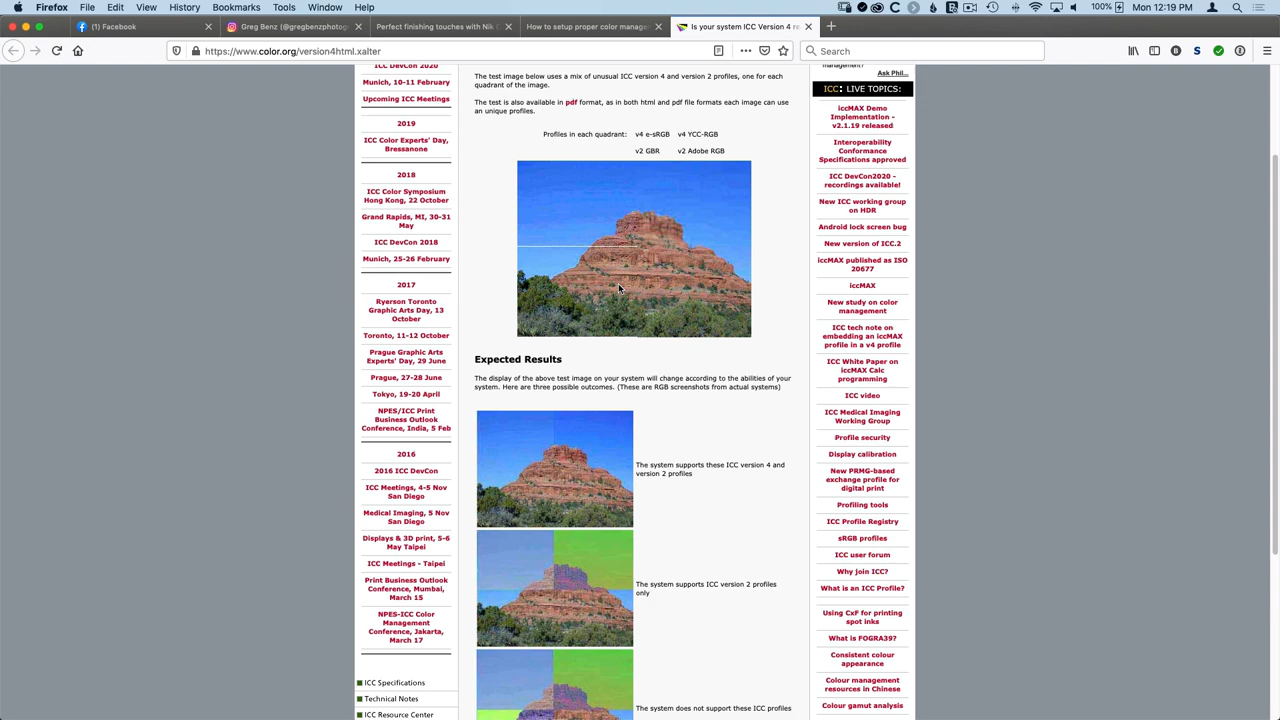 (1) Facebook
Greg Benz (@gregbenzphotog
Perfect finishing touches with Nik C
How to setup proper color manage
Is your system ICC Version 4 re
100%
Mon 2:19 PM
https://www.color.org/version4html.xalter
Search
ICC DevCon 2020
Munich, 10-11 February
Upcoming ICC Meetings
2019
ICC Color Experts' Day,
Bressanone
2018
ICC Color Symposium
Hong Kong, 22 October
Grand Rapids, MI, 30-31
May
ICC DevCon 2018
Munich, 25-26 February
2017
Ryerson Toronto
Graphic Arts Day, 13
October
Toronto, 11-12 October
Prague Graphic Arts
Experts' Day, 29 June
Prague, 27-28 June
Tokyo, 19-20 April
NPES/ICC Print
Business Outlook
Conference, India, 5 Feb
2016
2016 ICC DevCon
ICC Meetings, 4-5 Nov
San Diego
Medical Imaging, 5 Nov
San Diego
Displays & 3D print, 5-6
May Taipei
ICC Meetings - Taipei
Print Business Outlook
Conference, Mumbai,
March 15
NPES-ICC Color
Management
Conference, Jakarta,
March 17
ICC Specifications
Technical Notes
ICC Resource Center
The test image below uses a mix of unusual ICC version 4 and version 2 profiles, one for each
quadrant of the image.
The test is also available in pdf format, as in both html and pdf file formats each image can use
an unique profiles.
Profiles in each quadrant: v4 e-sRGB v4 YCC-RGB
v2 GBR v2 Adobe RGB
Expected Results
The display of the above test image on your system will change according to the abilities of your
system. Here are three possible outcomes. (These are RGB screenshots from actual systems)
The system supports these ICC version 4 and
version 2 profiles
The system supports ICC version 2 profiles
only
The system does not support these ICC profiles
management?
Ask Phil...
ICC: LIVE TOPICS:
iccMAX Demo
Implementation -
v2.1.19 released
Interoperability
Conformance
Specifications approved
ICC DevCon2020 -
recordings available!
New ICC working group
on HDR
Android lock screen bug
New version of ICC.2
iccMAX published as ISO
20677
iccMAX
New study on color
management
ICC tech note on
embedding an iccMAX
profile in a v4 profile
ICC White Paper on
iccMAX Calc
programming
ICC video
ICC Medical Imaging
Working Group
Profile security
Display calibration
New PRMG-based
exchange profile for
digital print
Profiling tools
ICC Profile Registry
sRGB profiles
ICC user forum
Why join ICC?
What is an ICC Profile?
Using CxF for printing
spot inks
What is FOGRA39?
Consistent colour
appearance
Colour management
resources in Chinese
Colour gamut analysis